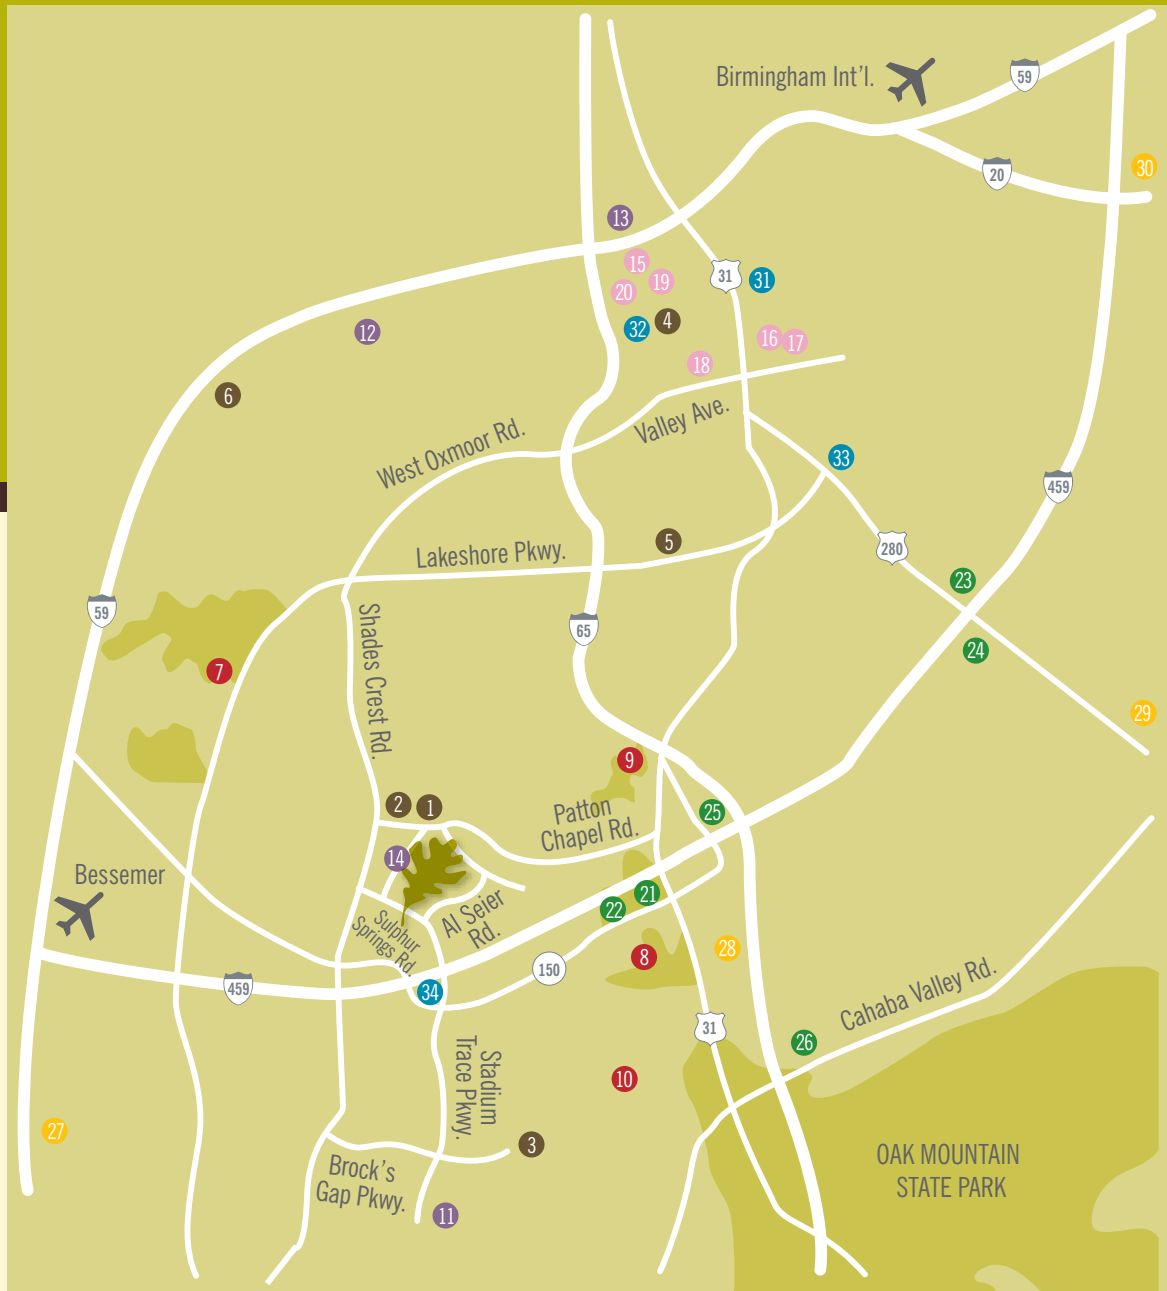 Birmingham Int'l.
59
20
30
13
15
19
20
31
31
32
4
16
17
12
18
6
Valley Ave.
West Oxmoor Rd.
33
459
5
280
Lakeshore Pkwy.
23
59
Shades Crest Rd.
65
24
7
29
9
2
1
25
Patton
Chapel Rd.
14
Bessemer
21
22
Al Seier
Rd.
Sulphur
Springs Rd.
28
8
150
459
34
Cahaba Valley Rd.
31
26
Stadium
Trace Pkwy.
10
27
3
OAK MOUNTAIN
STATE PARK
Brock's
Gap Pkwy.
11